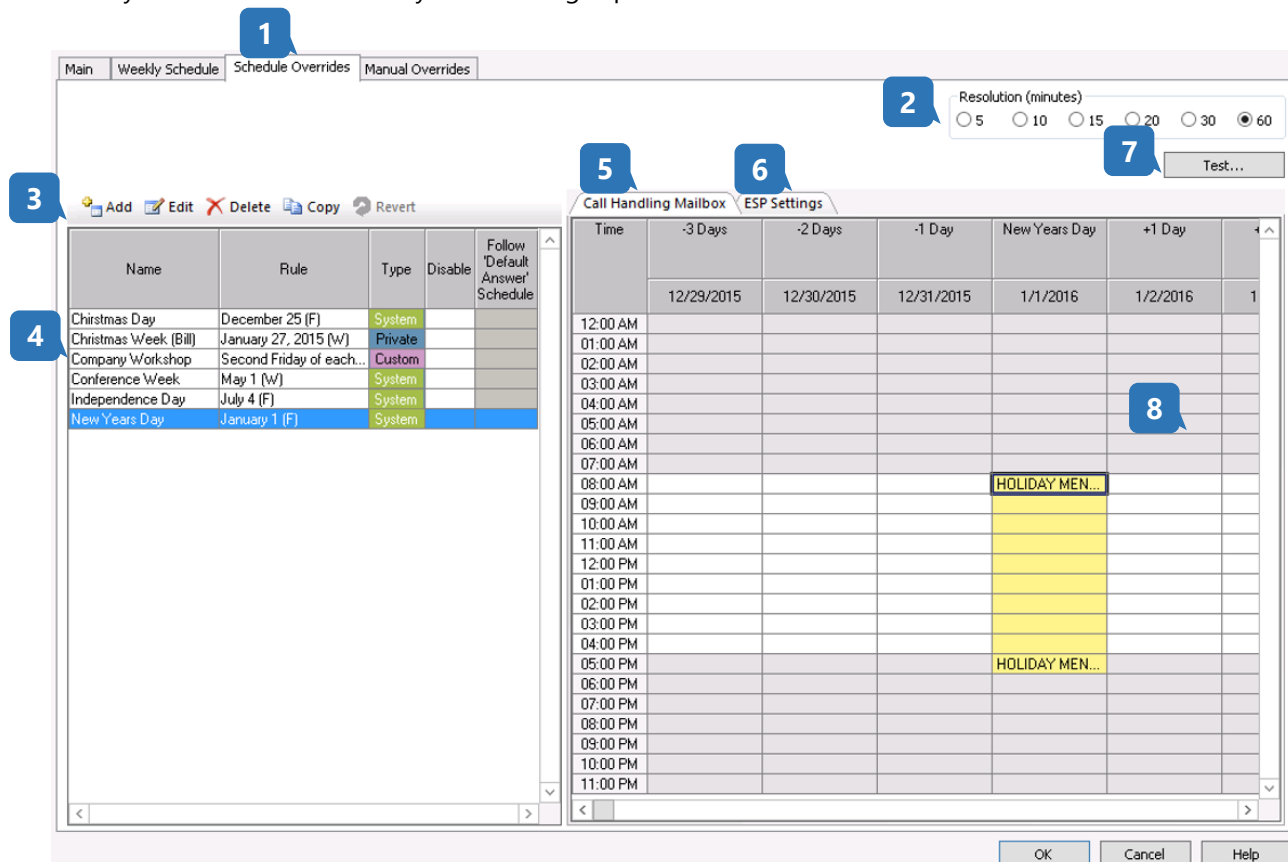 1
Main Weekly Schedule Schedule Overrides Manual Overrides
2
Resolution (minutes)
5 10 15 20 30 60
7
Test...
3
Add Edit Delete Copy Revert
5
6
Call Handling Mailbox ESP Settings
Name Rule Type Disable Follow 'Default Answer' Schedule
4
Chirstmas Day December 25 (F) System
Christmas Week (Bill) January 27, 2015 (W) Private
Company Workshop Second Friday of each... Custom
Conference Week May 1 (W) System
Independence Day July 4 (F) System
New Years Day January 1 (F) System
Time -3 Days -2 Days -1 Day New Years Day +1 Day
12/29/2015 12/30/2015 12/31/2015 1/1/2016 1/2/2016 1
12:00 AM
01:00 AM
02:00 AM
03:00 AM
04:00 AM
8
05:00 AM
06:00 AM
07:00 AM
08:00 AM HOLIDAY MEN...
09:00 AM
10:00 AM
11:00 AM
12:00 PM
01:00 PM
02:00 PM
03:00 PM
04:00 PM
05:00 PM HOLIDAY MEN...
06:00 PM
07:00 PM
08:00 PM
09:00 PM
10:00 PM
11:00 PM
OK Cancel Help